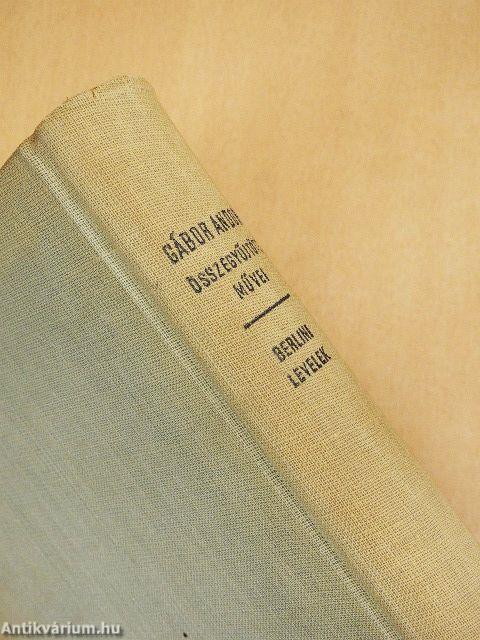 GÁBOR ANDOR
ÖSSZEGYŰJTÖTT
MŰVEI
BERLINI
LEVELEK
Antikvárium.hu